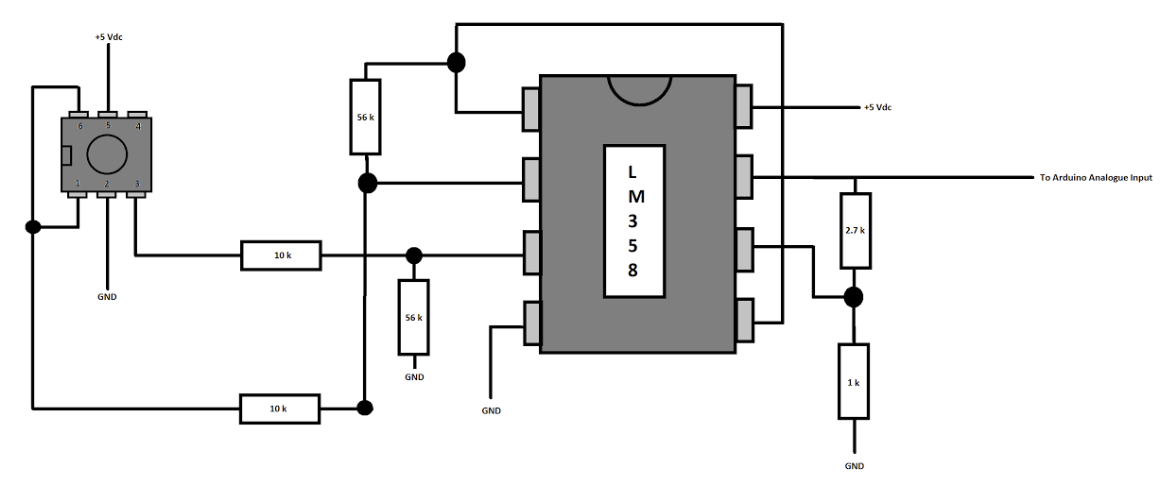 +5 Vdc
6 5 4
1 2 3
GND
56 k
10 k
56 k
GND
10 k
GND
L
M
3
5
8
+5 Vdc
To Arduino Analogue Input
2.7 k
1 k
GND